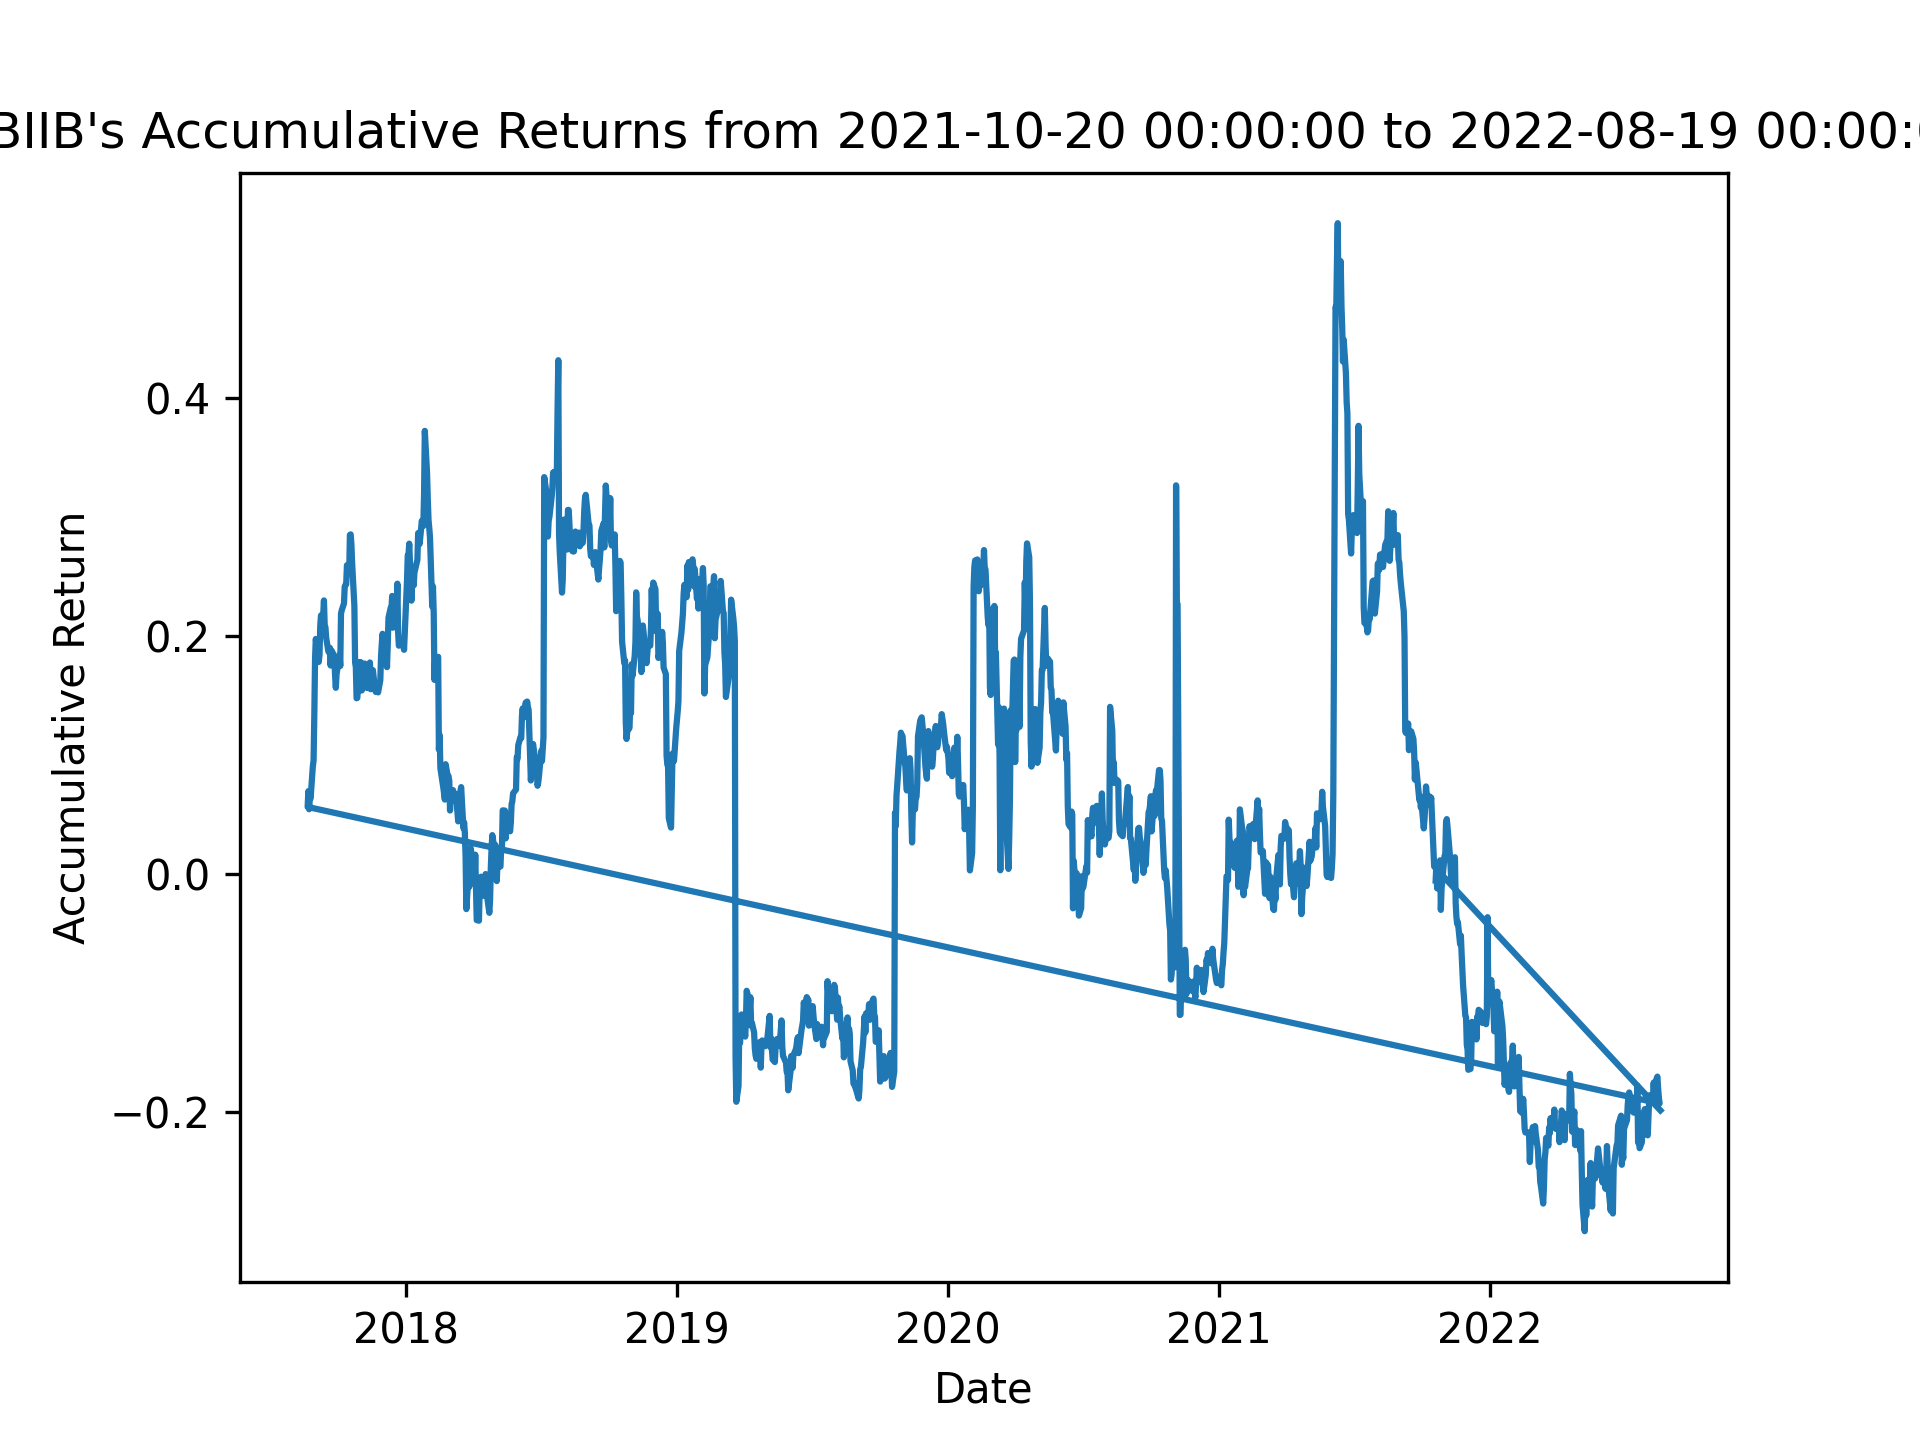 BIIB's Accumulative Returns from 2021-10-20 00:00:00 to 2022-08-19 00:00:
Accumulative Return
0.4
0.2
0.0
−0.2
2018 2019 2020 2021 2022
Date